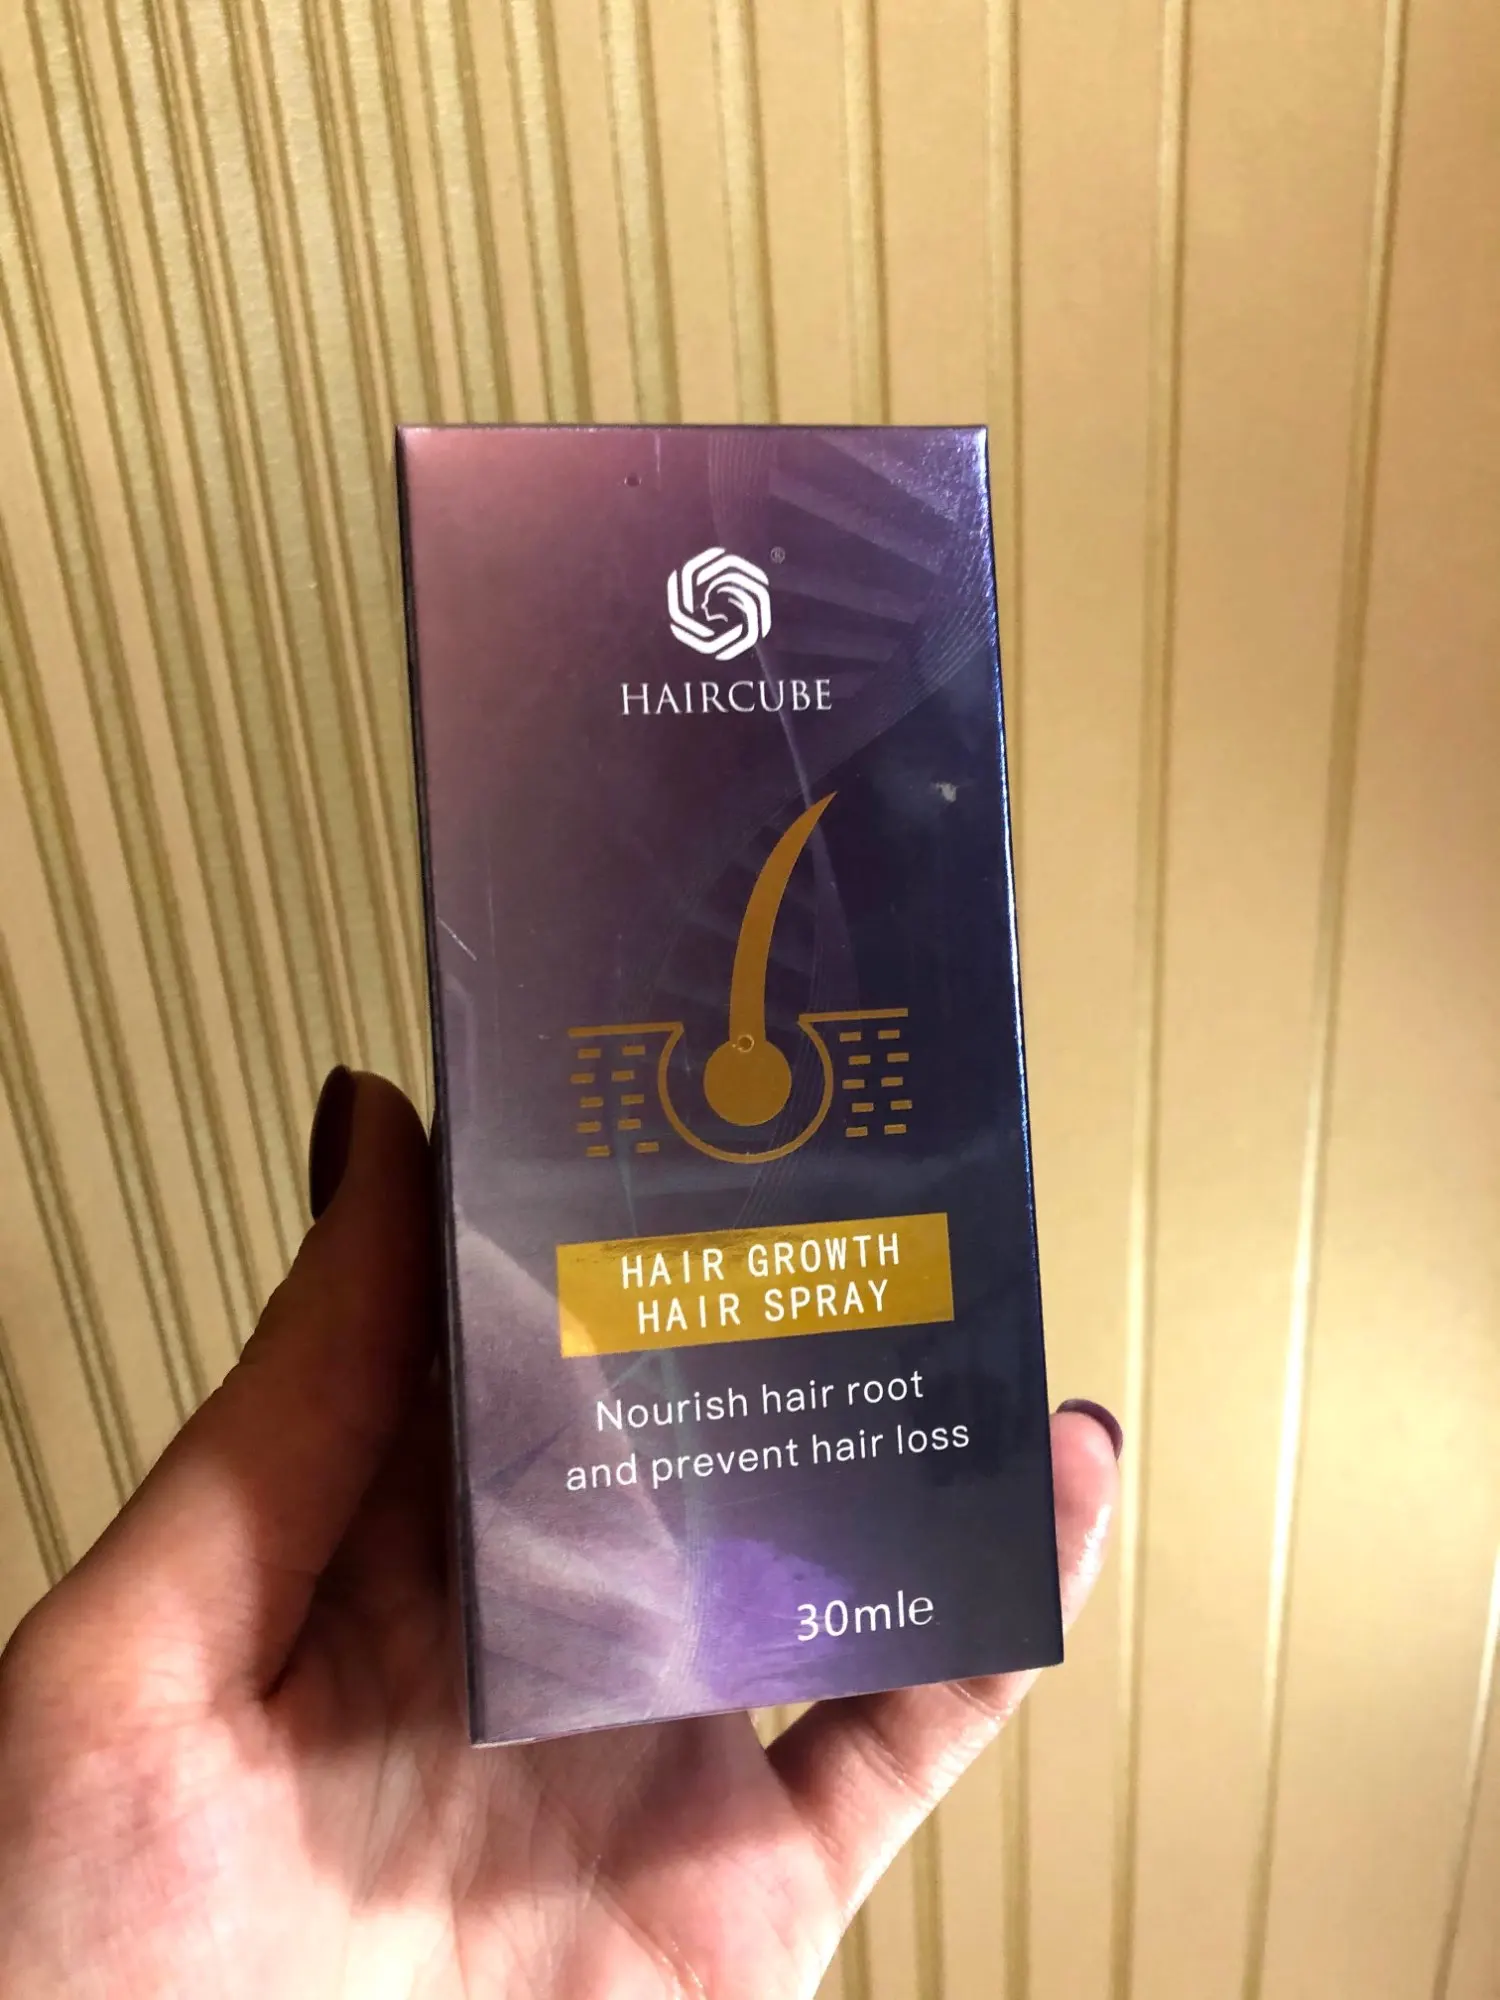 ®
HAIRCUBE
HAIR GROWTH
HAIR SPRAY
Nourish hair root
and prevent hair loss
30mle